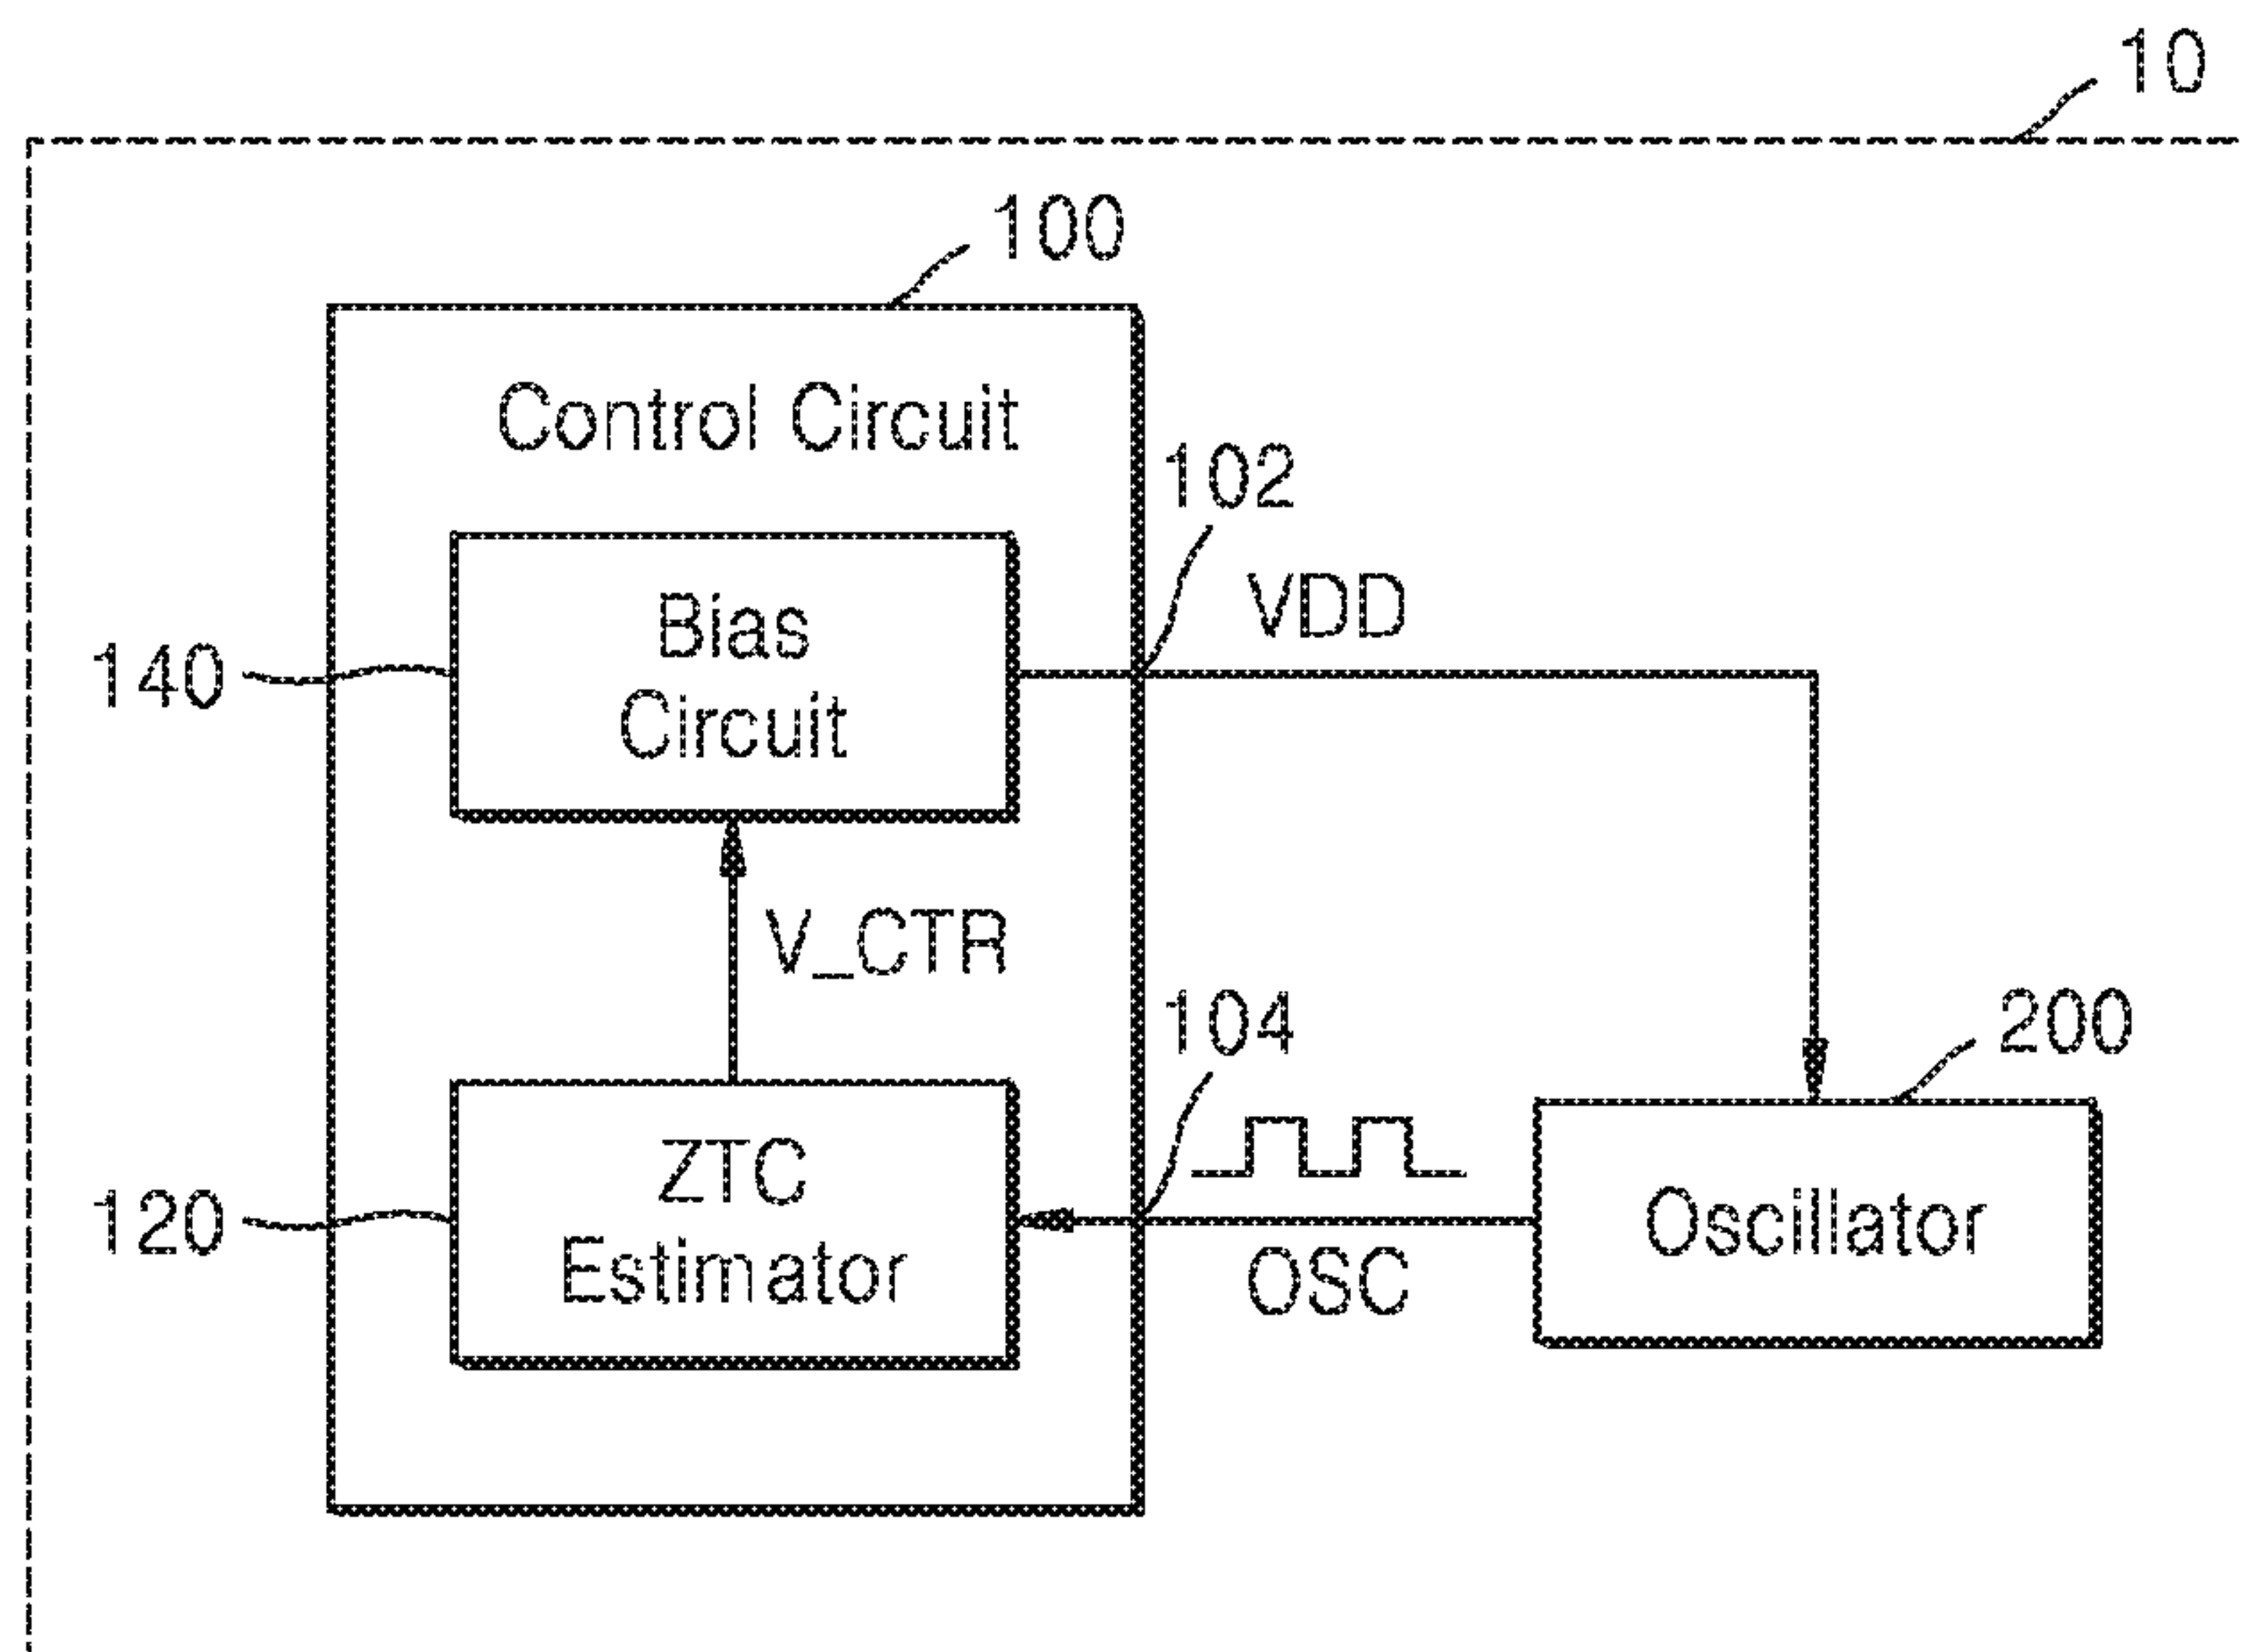 10
100
Control Circuit
102
Bias
Circuit
VDD
140
V_CTR
104
200
ZTC
Estimator
120
OSC
Oscillator